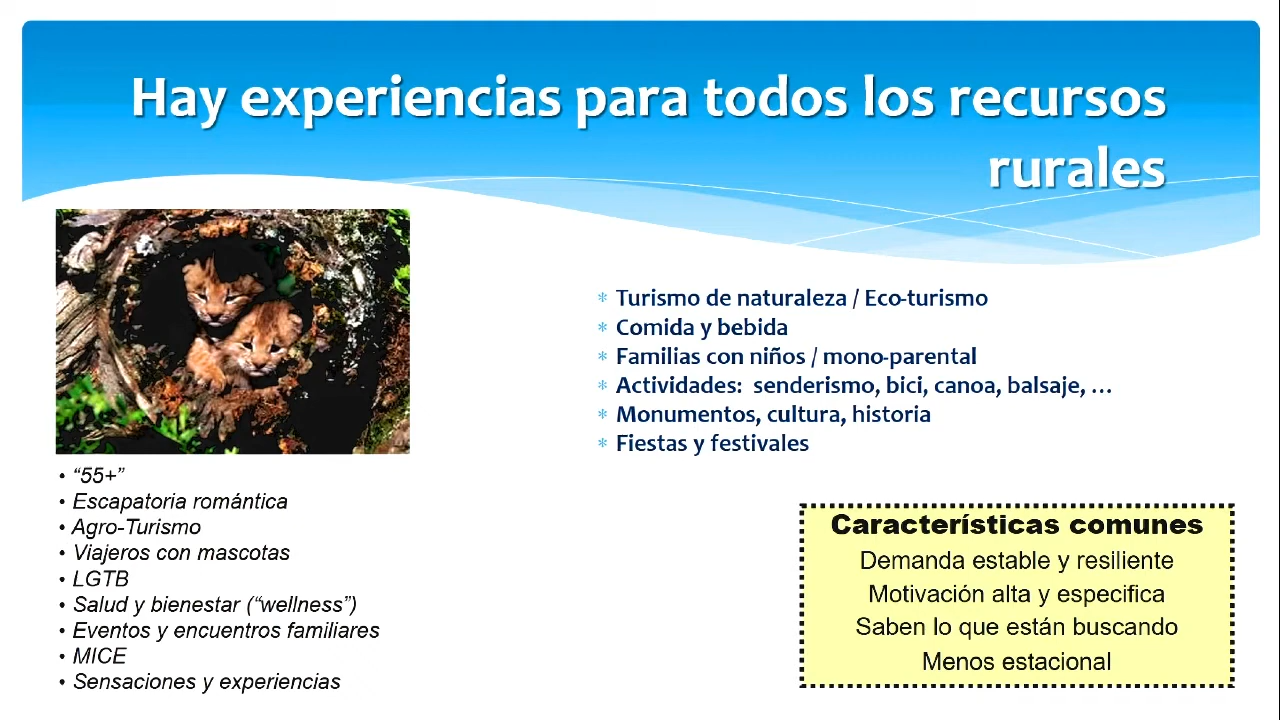 Hay experiencias para todos los recursos
rurales
* Turismo de naturaleza / Eco-turismo
* Comida y bebida
* Familias con niños / mono-parental
* Actividades:  senderismo, bici, canoa, balsaje, …
* Monumentos, cultura, historia
* Fiestas y festivales
• “55+”
• Escapatoria romántica
• Agro-Turismo
• Viajeros con mascotas
• LGTB
• Salud y bienestar (“wellness”)
• Eventos y encuentros familiares
• MICE
• Sensaciones y experiencias
Características comunes
Demanda estable y resiliente
Motivación alta y especifica
Saben lo que están buscando
Menos estacional